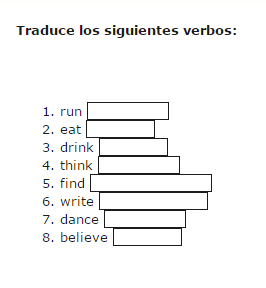 Traduce los siguientes verbos:
1. run
2. eat
3. drink
4. think
5. find
6. write
7. dance
8. believe